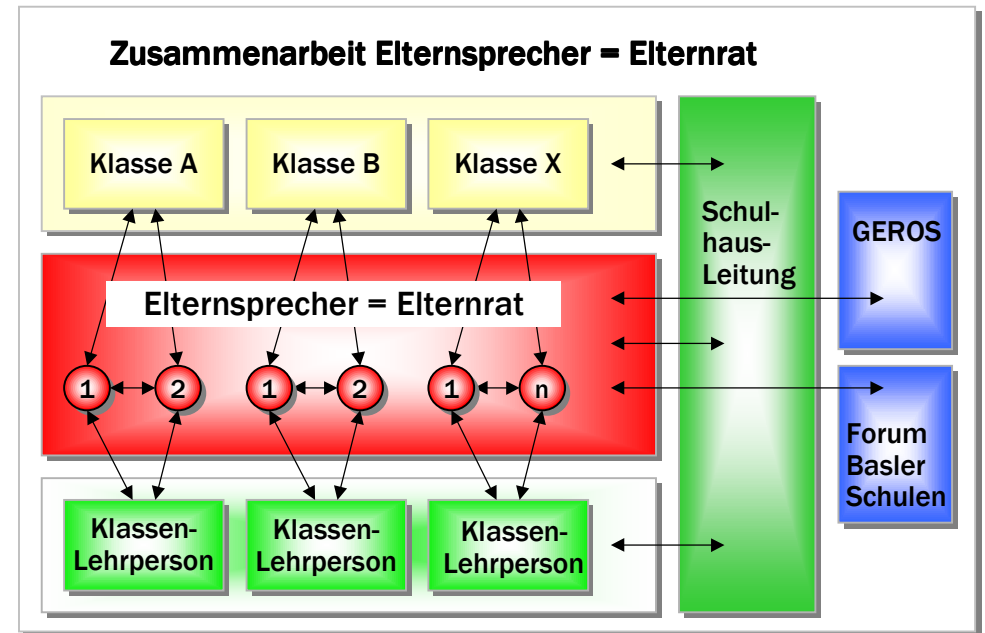 Zusammenarbeit Elternsprecher = Elternrat
Klasse A
Klasse B
Klasse X
Schul-
haus-
Leitung
GEROS
Elternsprecher = Elternrat
1
2
1
2
1
n
Forum
Basler
Schulen
Klassen-
Lehrperson
Klassen-
Lehrperson
Klassen-
Lehrperson